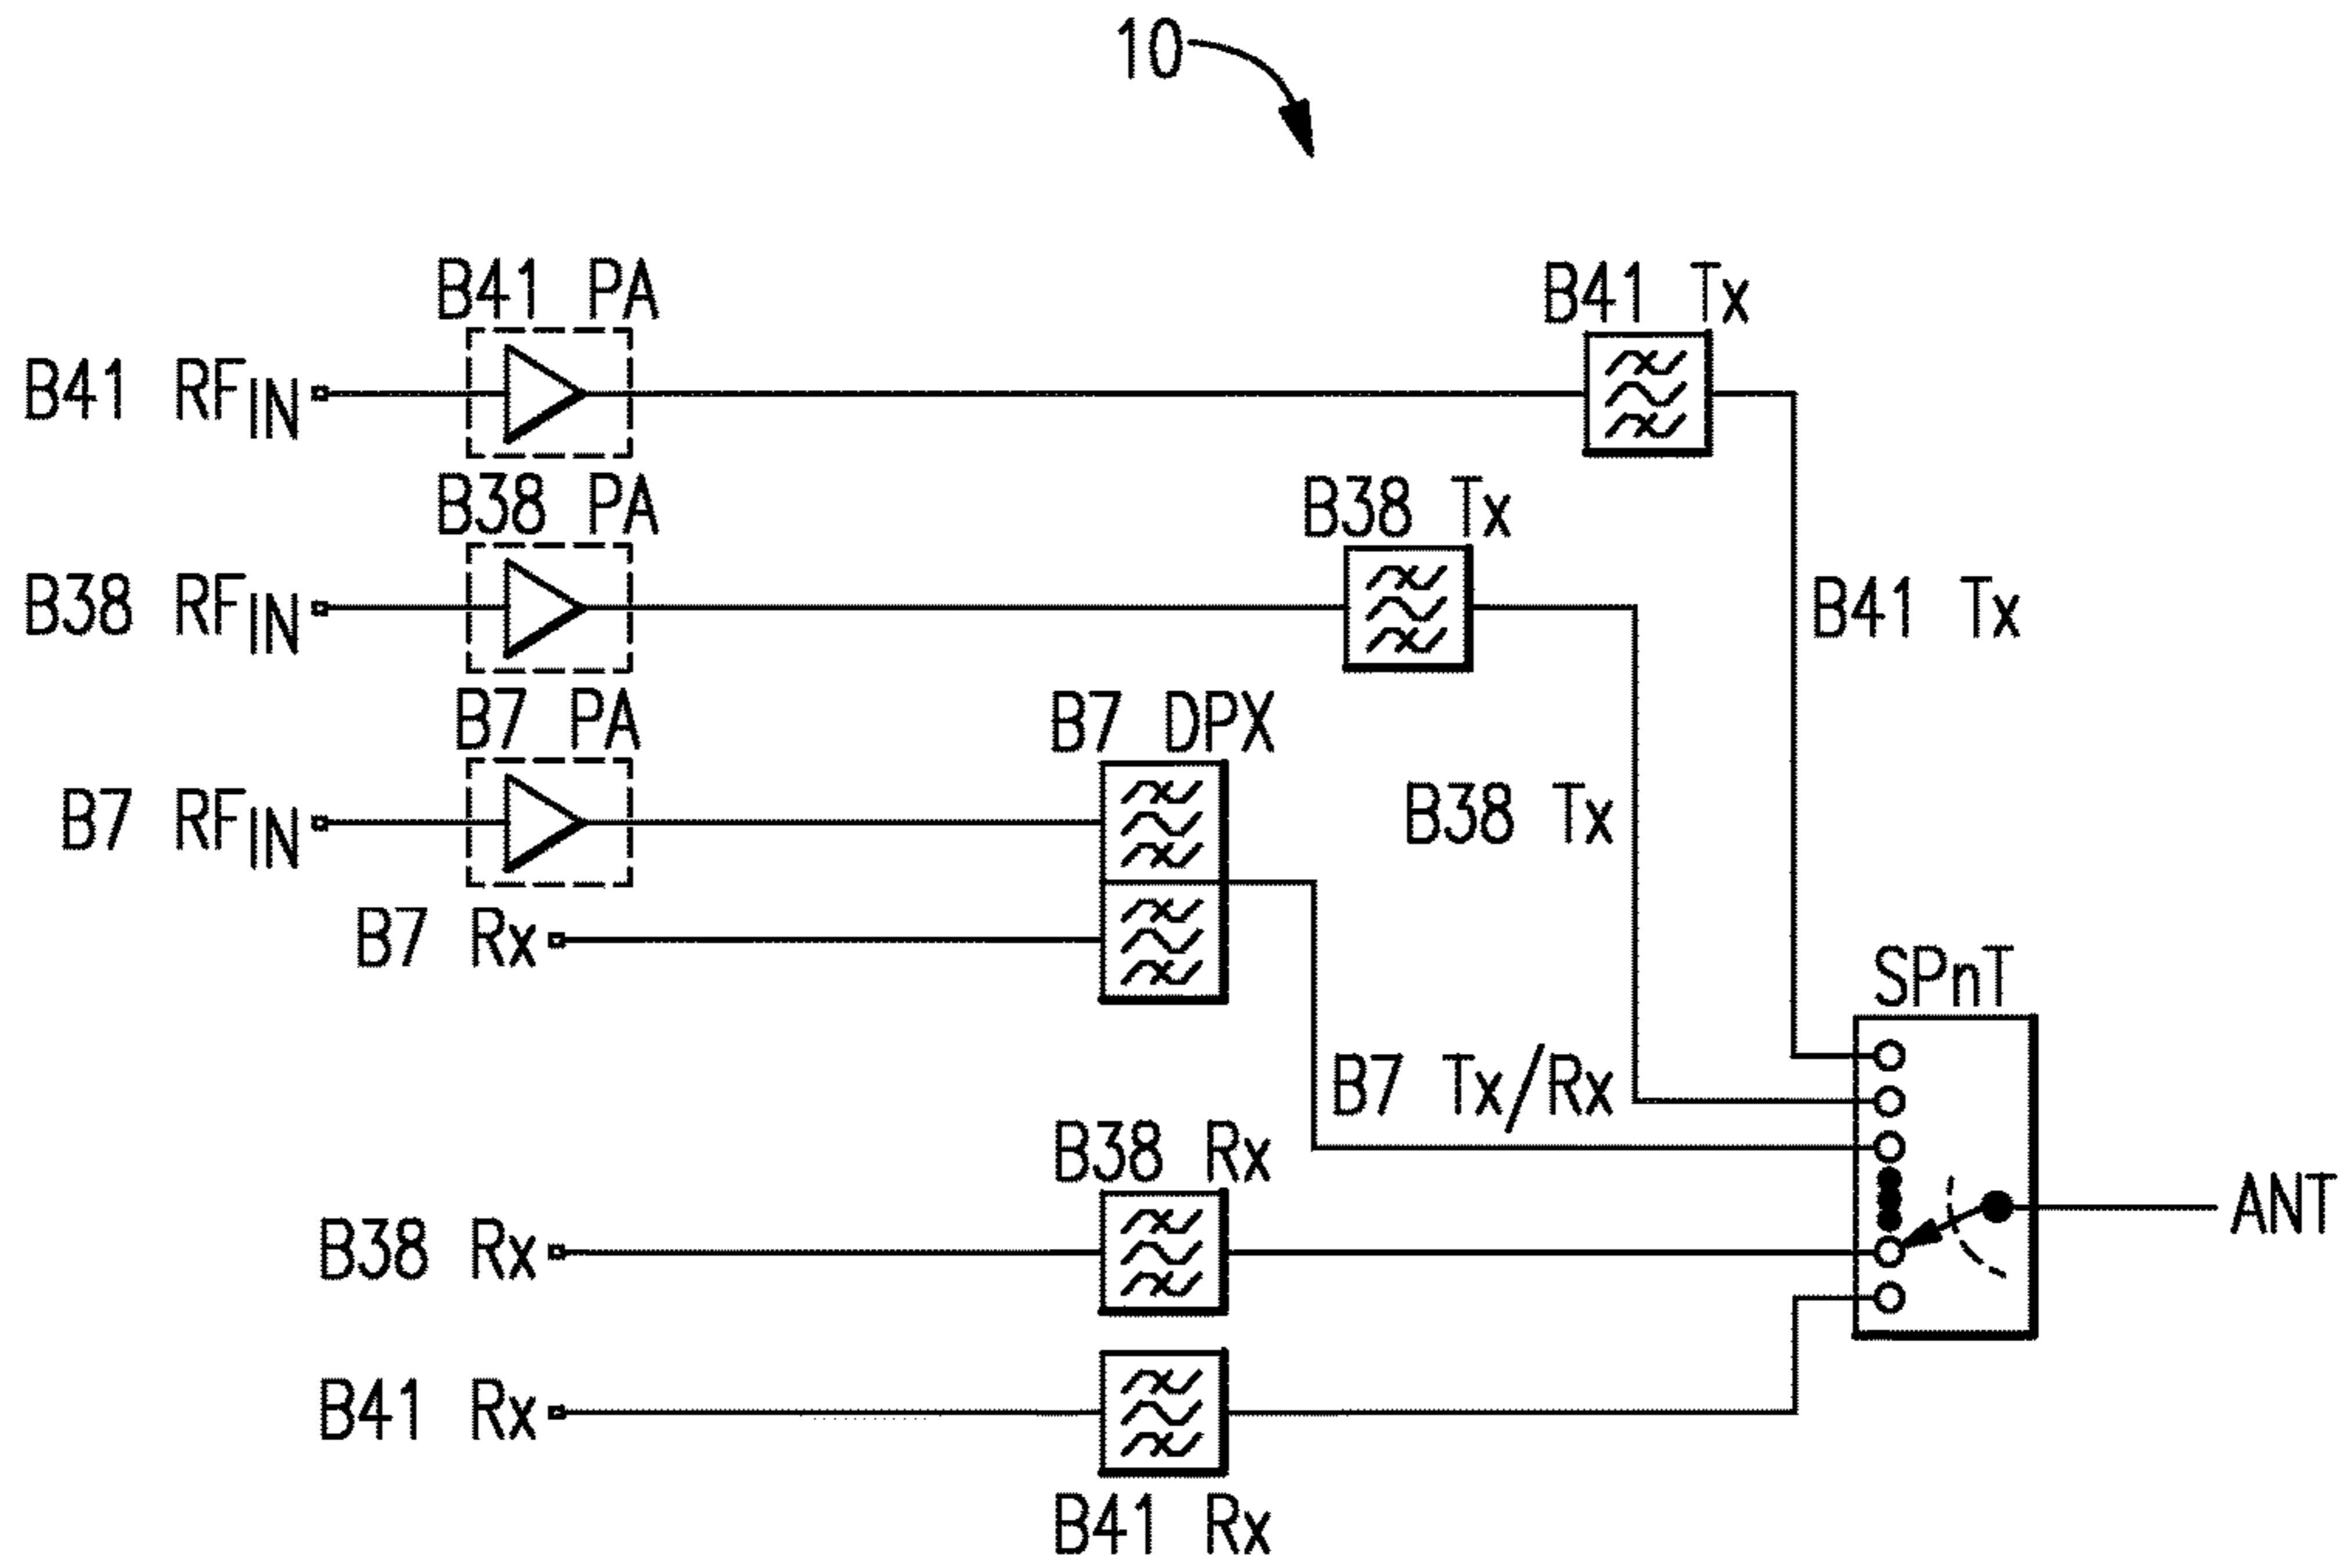 10
B41 PA
B41 Tx
B41 RFIN
B38 PA
B38 Tx
B38 RFIN
B41 Tx
B7 PA
B7 DPX
B7 RFIN
B38 Tx
B7 Rx
SPnT
B7 Tx/Rx
B38 Rx
ANT
B38 Rx
B41 Rx
B41 Rx